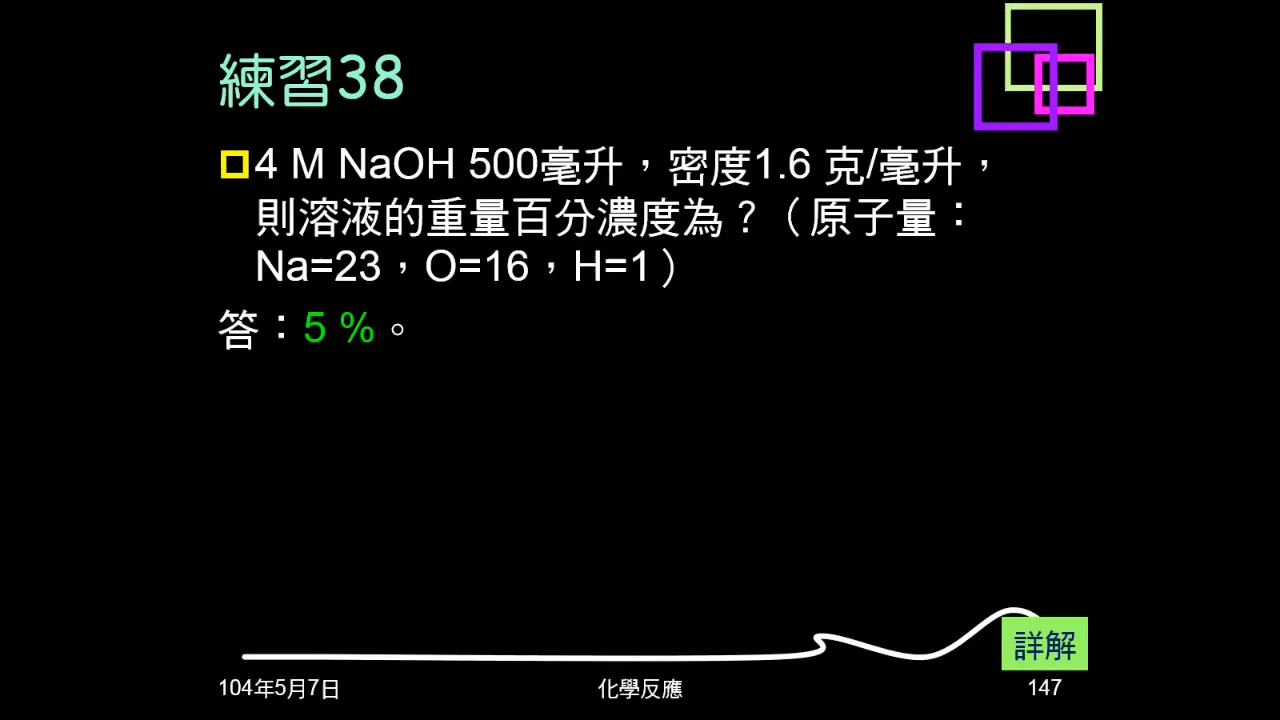 練習38
4 M NaOH 500毫升，密度1.6 克/毫升，
則溶液的重量百分濃度為？（原子量：
Na=23，O=16，H=1）
答：5 %。
詳解
104年5月7日
化學反應
147